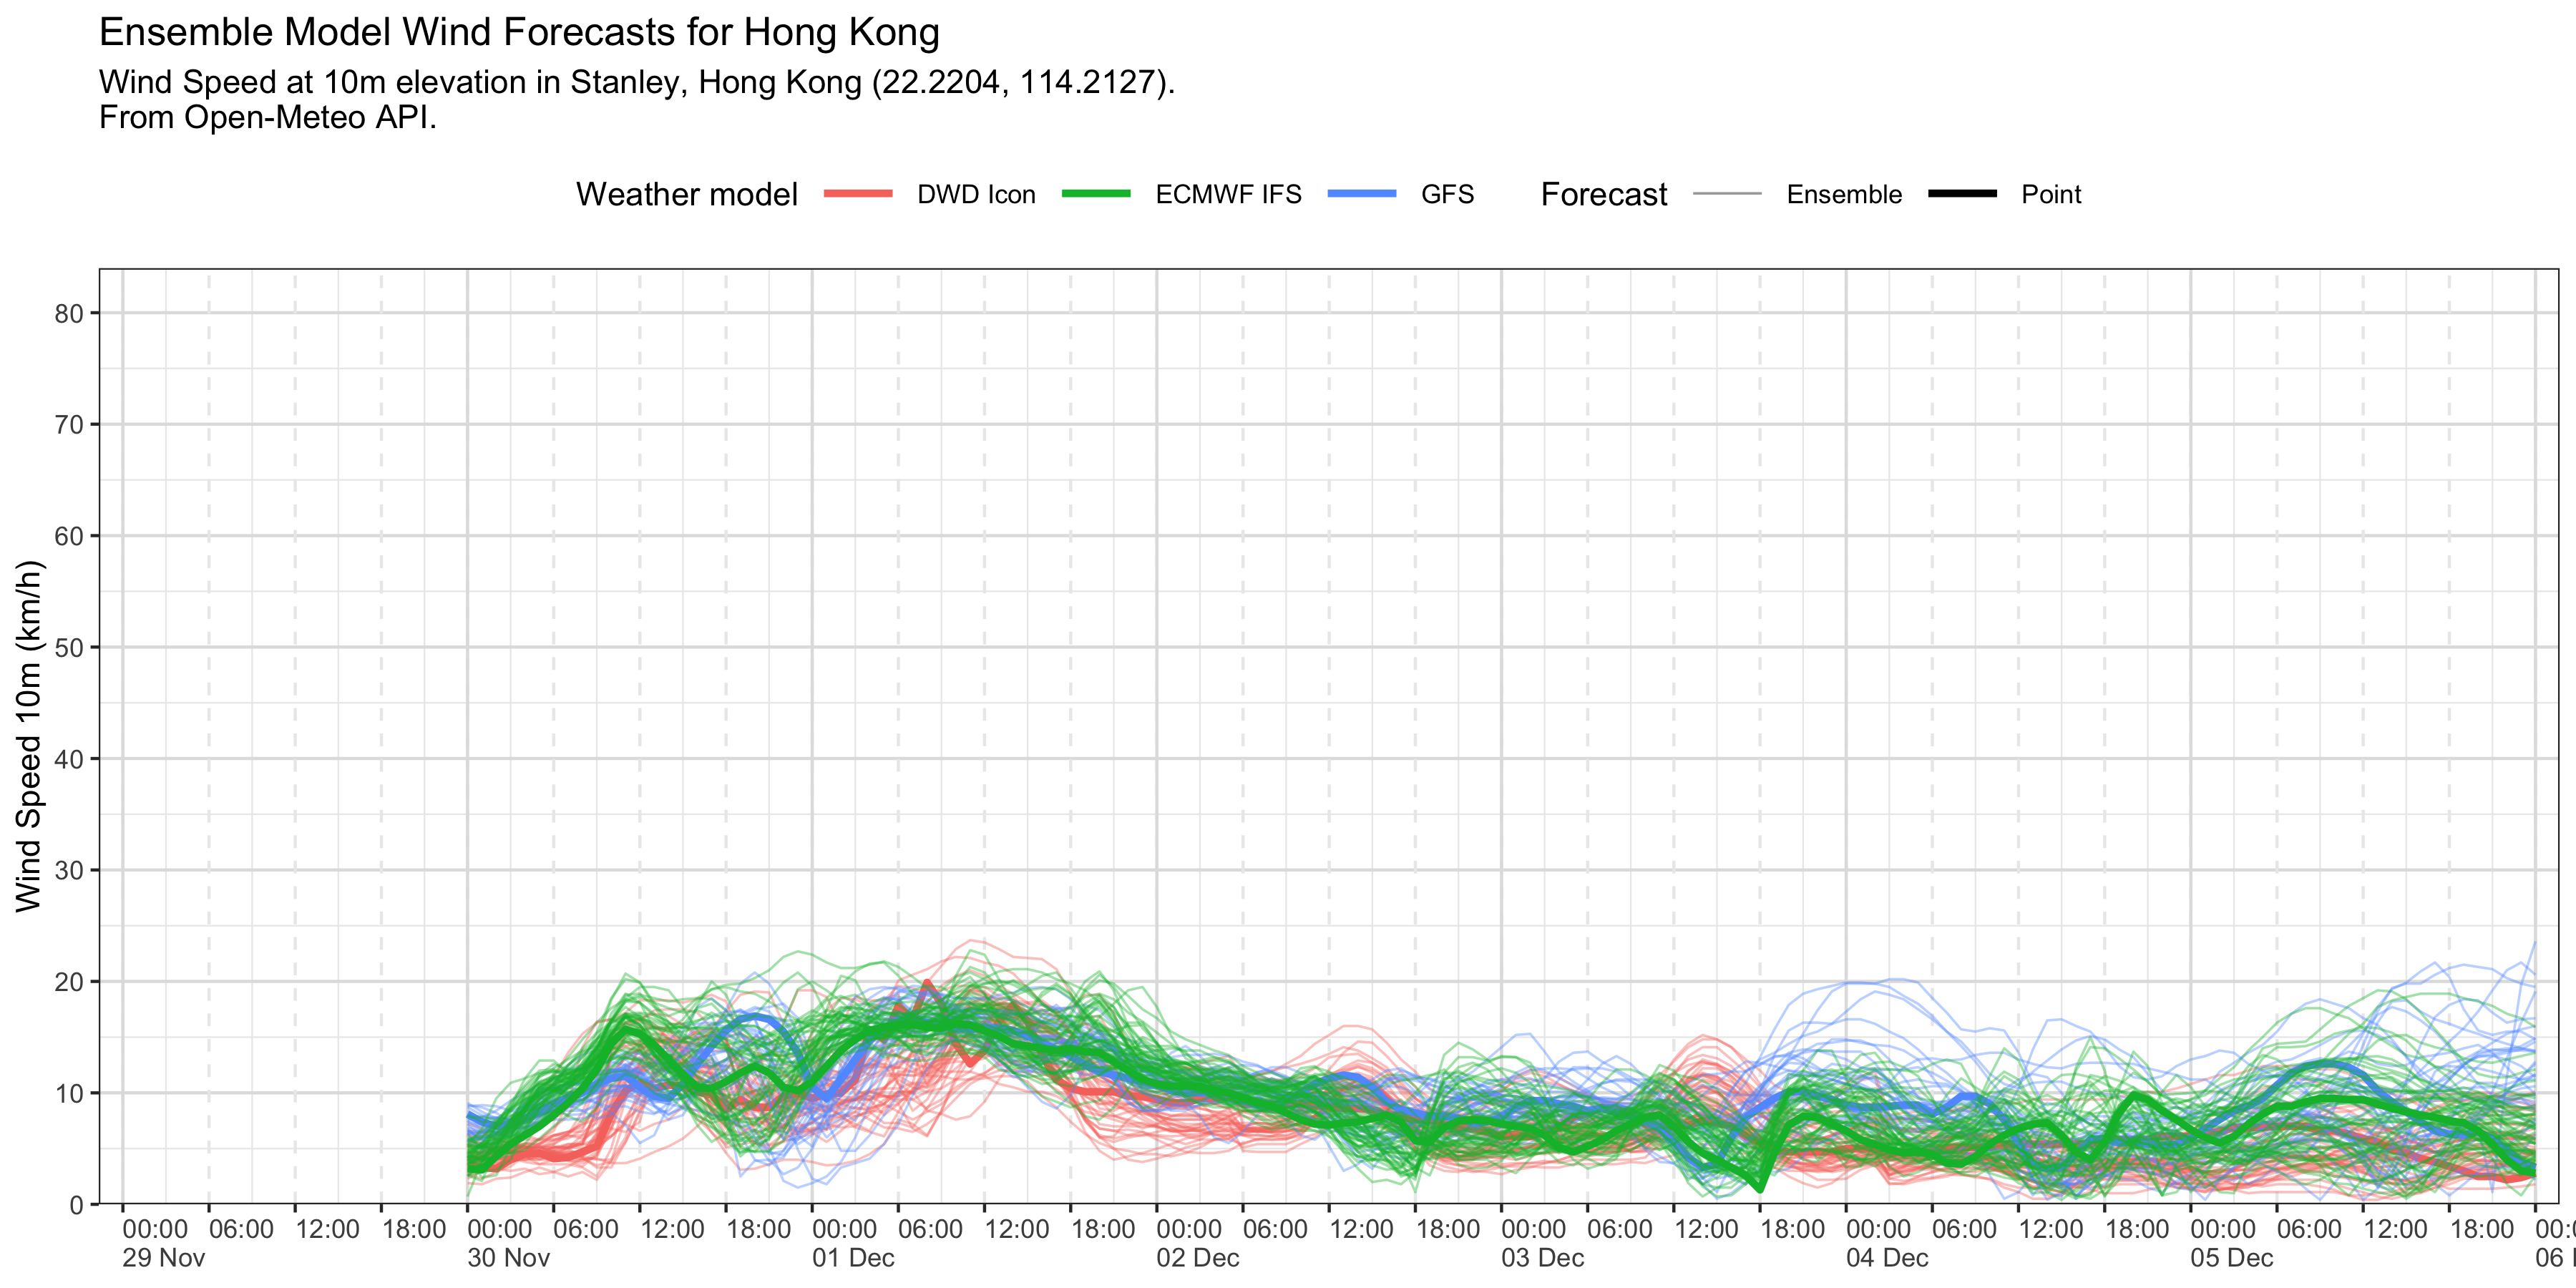 Ensemble Model Wind Forecasts for Hong Kong
Wind Speed at 10m elevation in Stanley, Hong Kong (22.2204, 114.2127).
From Open-Meteo API.
Weather model DWD Icon ECMWF IFS GFS Forecast Ensemble Point
Wind Speed 10m (km/h)
80
70
60
50
40
30
20
10
0
00:00 06:00 12:00 18:00 00:00 06:00 12:00 18:00 00:00 06:00 12:00 18:00 00:00 06:00 12:00 18:00 00:00 06:00 12:00 18:00 00:00 06:00 12:00 18:00 00:00 06:00 12:00 18:00
29 Nov 30 Nov 01 Dec 02 Dec 03 Dec 04 Dec 05 Dec 06